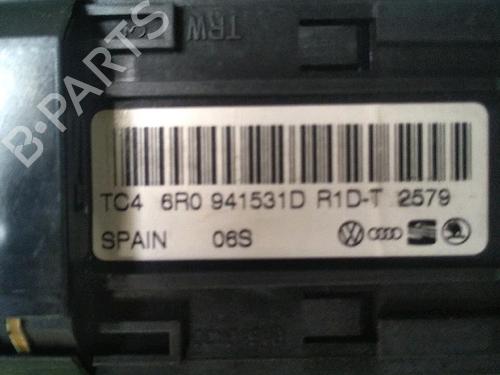 TRW
B-PARTS
TC4 6R0 941531D R1D-T 2579
SPAIN 06S